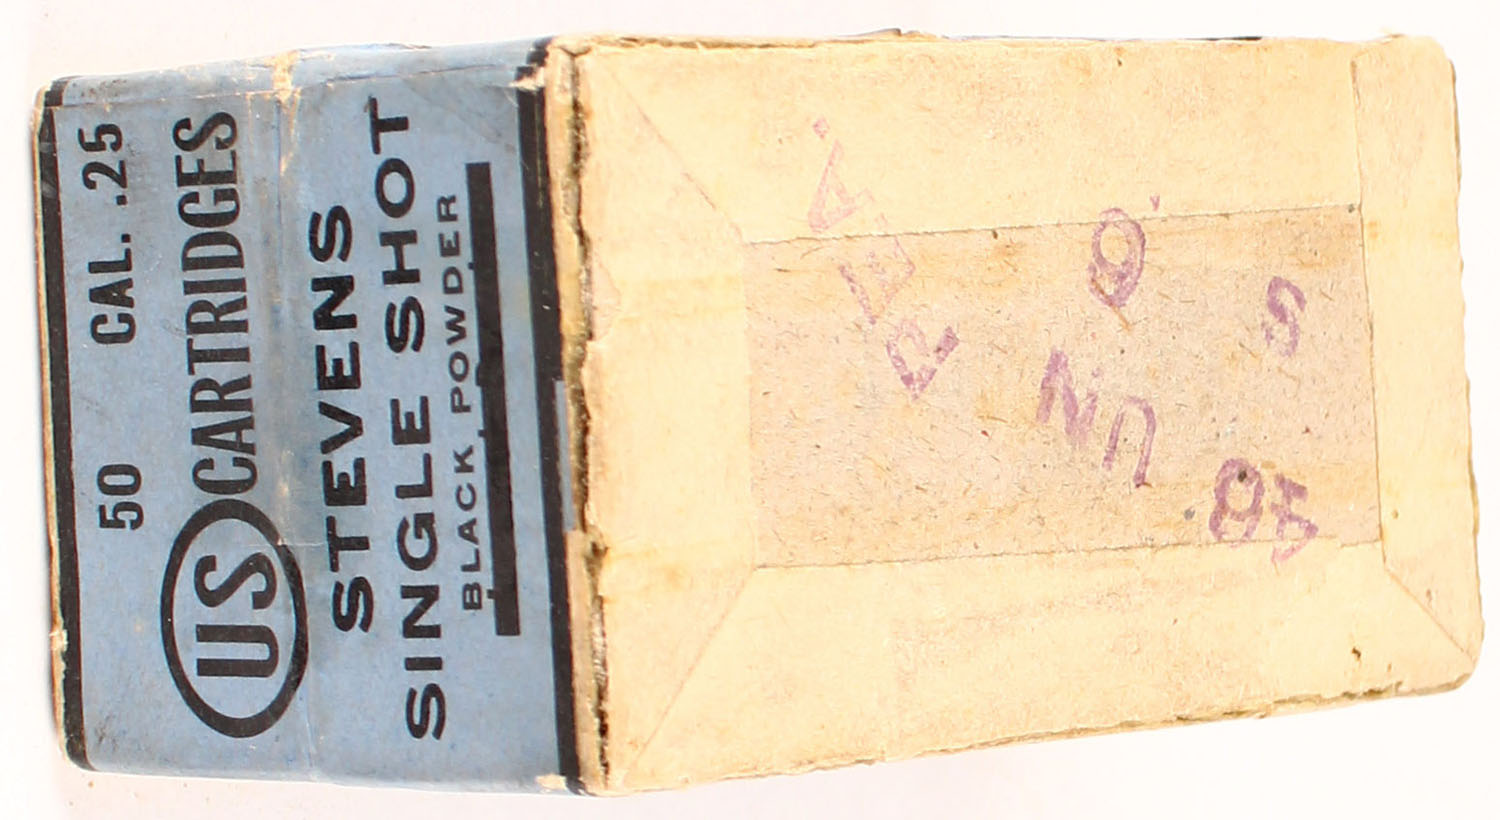 50 CAL. .25
US CARTRIDGES
STEVENS
SINGLE SHOT
BLACK POWDER